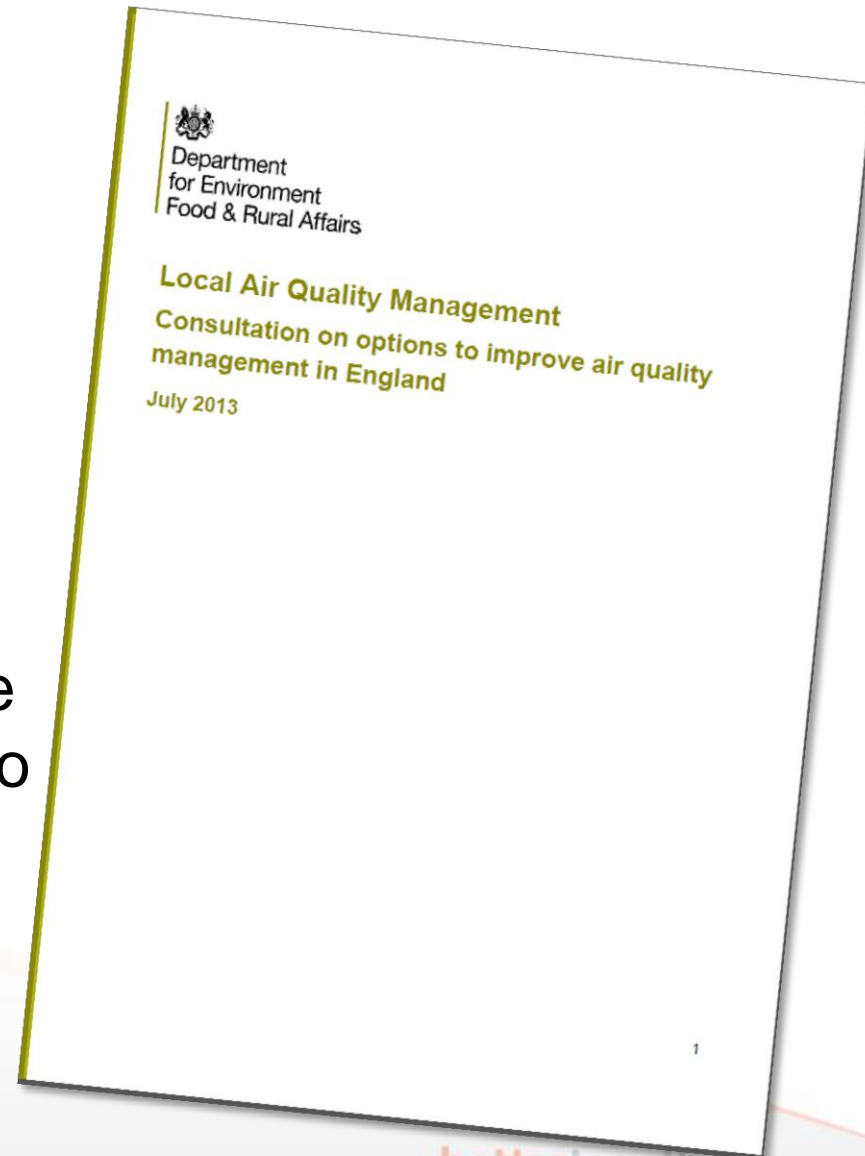 Department
for Environment
Food & Rural Affairs
Local Air Quality Management
Consultation on options to improve air quality
management in England
July 2013
e
o
1